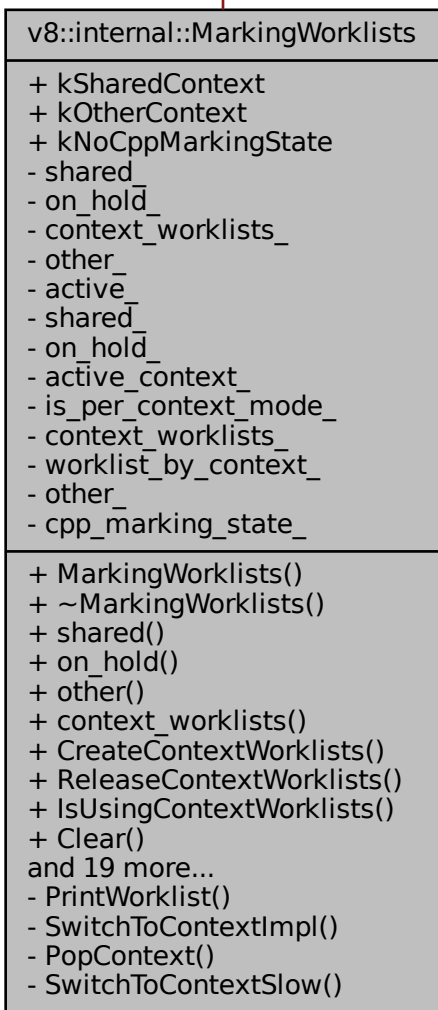 v8::internal::MarkingWorklists
+ kSharedContext
+ kOtherContext
+ kNoCppMarkingState
- shared_
- on_hold_
- context_worklists_
- other_
- active_
- shared_
- on_hold_
- active_context_
- is_per_context_mode_
- context_worklists_
- worklist_by_context_
- other_
- cpp_marking_state_
+ MarkingWorklists()
+ ~MarkingWorklists()
+ shared()
+ on_hold()
+ other()
+ context_worklists()
+ CreateContextWorklists()
+ ReleaseContextWorklists()
+ IsUsingContextWorklists()
+ Clear()
and 19 more...
- PrintWorklist()
- SwitchToContextImpl()
- PopContext()
- SwitchToContextSlow()